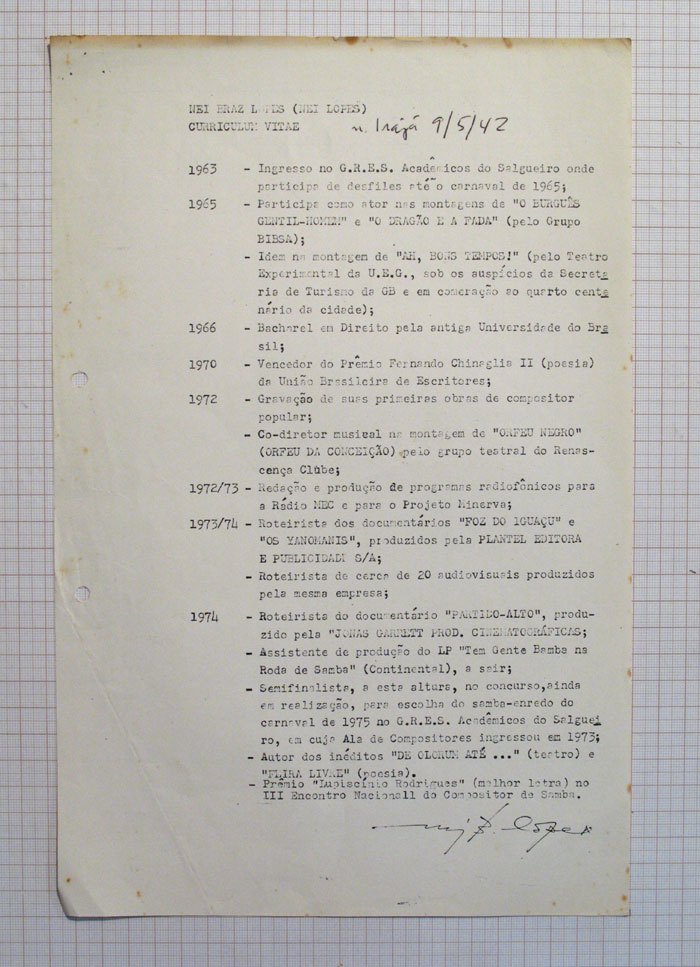 NEI BRAZ LOPES (NEI LOPES)
CURRICULUM VITAE n. Irajá 9/5/42
1963 - Ingresso no G.R.E.S. Acadêmicos do Salgueiro onde
participa de desfiles até o carnaval de 1965;
1965 - Participa como ator nas montagens de "O BURGUÊS
GENTIL-HOMEM" e "O DRAGÃO E A FADA" (pelo Grupo
BIBSA);
- Idem na montagem de "AH, BONS TEMPOS!" (pelo Teatro
Experimental da U.E.G., sob os auspícios da Secreta
ria de Turismo da GB e em comeração ao quarto cente
nário da cidade);
1966 - Bacharel em Direito pela antiga Universidade do Bra
sil;
1970 - Vencedor do Prêmio Fernando Chinaglia II (poesia)
da União Brasileira de Escritores;
1972 - Gravação de suas primeiras obras de compositor
popular;
- Co-diretor musical na montagem de "ORFEU NEGRO"
(ORFEU DA CONCEIÇÃO) pelo grupo teatral do Renas-
cença Clube;
1972/73 - Redação e produção de programas radiofônicos para
a Rádio MEC e para o Projeto Minerva;
1973/74 - Roteirista dos documentários "FOZ DO IGUAÇU" e
"OS YANOMANIS", produzidos pela PLANTEL EDITORA
E PUBLICIDADE S/A;
- Roteirista de cerca de 20 audiovisuais produzidos
pela mesma empresa;
1974 - Roteirista do documentário "PARTIDO-ALTO", produ-
zido pela "JONAS GARRETT PROD. CINEMATOGRÁFICAS;
- Assistente de produção do LP "Tem Gente Bamba na
Roda de Samba" (Continental), a sair;
- Semifinalista, a esta altura, no concurso,ainda
em realização, para escolha do samba-enredo do
carnaval de 1975 no G.R.E.S. Acadêmicos do Salguei
ro, em cuja Ala de Compositores ingressou em 1973;
- Autor dos inéditos "DE OLORUM ATÉ ..." (teatro) e
"FEIRA LIVRE" (poesia).
- Prêmio "Lupiscínio Rodrigues" (melhor letra) no
III Encontro Nacionall do Compositor de Samba.
Nei B. Lopes